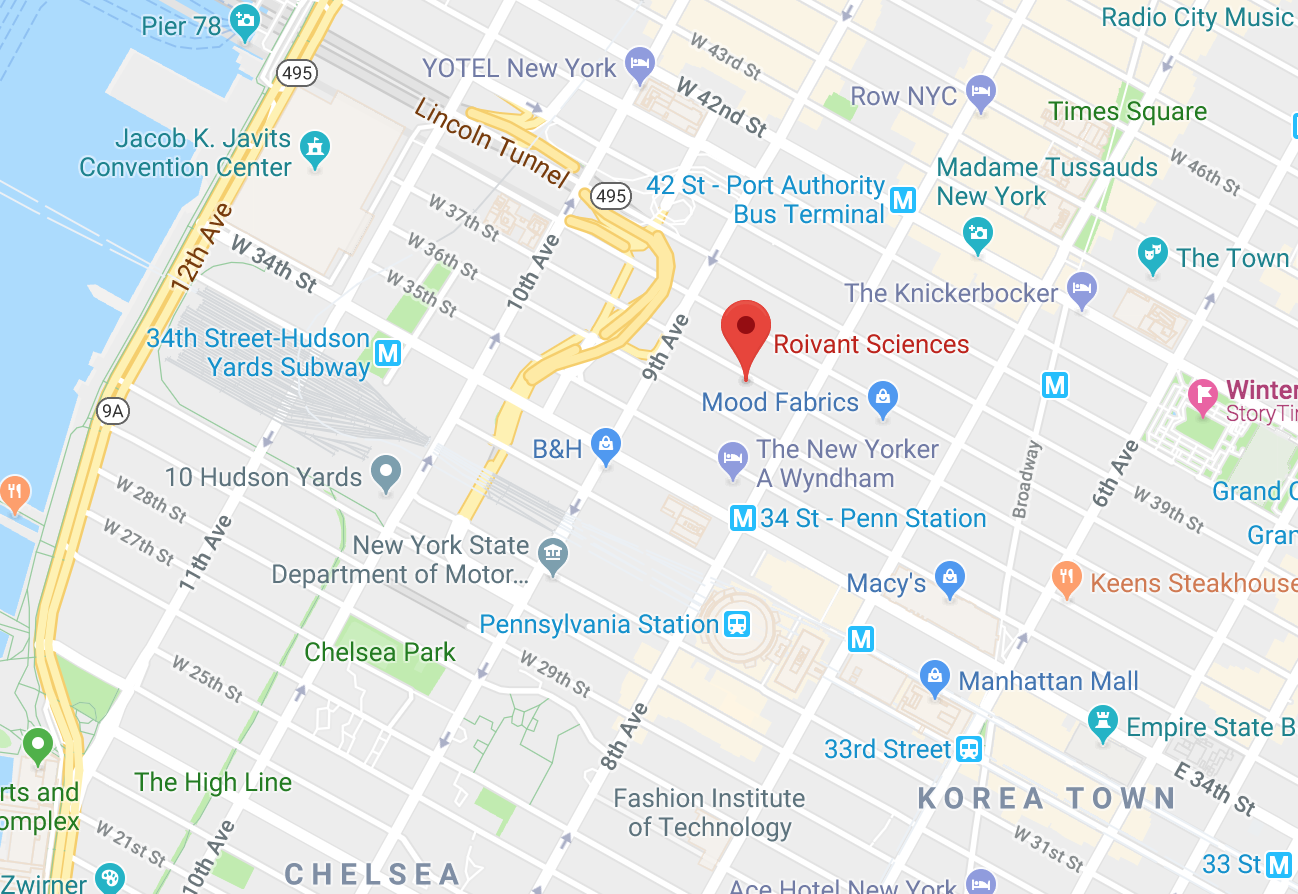 Pier 78
Radio City Music
495
YOTEL New York
W 43rd St
W 42nd St
Row NYC
Times Square
Lincoln Tunnel
Jacob K. Javits
Convention Center
Madame Tussauds
New York
W 46th St
495
42 St - Port Authority
Bus Terminal
M
12th Ave
W 37th St
W 34th St
W 36th St
10th Ave
W 35th St
The Town
The Knickerbocker
34th Street-Hudson
Yards Subway
M
9th Ave
Roivant Sciences
M
Winter
StoryTi
9A
Mood Fabrics
B&H
The New Yorker
A Wyndham
Broadway
6th Ave
10 Hudson Yards
W 28th St
W 39th St
Grand C
M
34 St - Penn Station
Gran
W 27th St
11th Ave
New York State
Department of Motor...
Macy's
Keens Steakhouse
Pennsylvania Station
M
Chelsea Park
W 25th St
W 29th St
Manhattan Mall
8th Ave
Empire State B
33rd Street
The High Line
rts and
omplex
Fashion Institute
of Technology
KOREA TOWN
E 34th St
W 21st St
10th Ave
W 31st St
CHELSEA
33 St
M
Zwirner
Ace Hotel New York